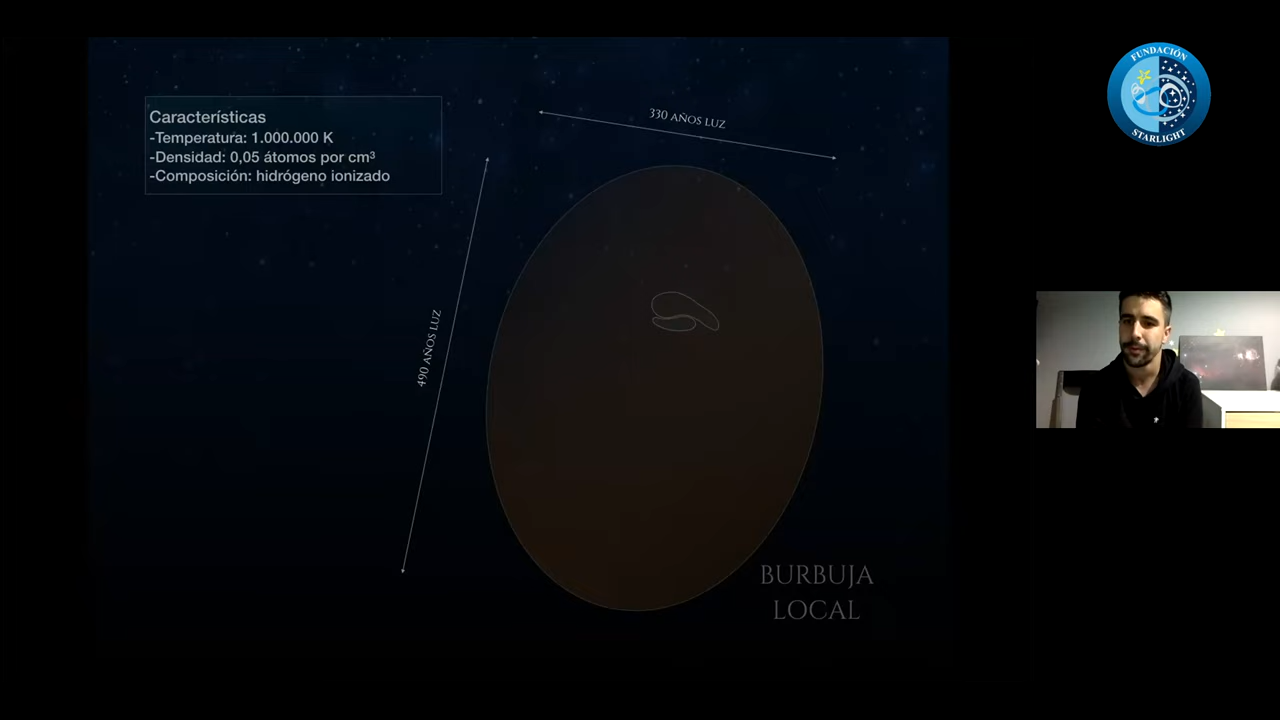 Características
-Temperatura: 1.000.000 K
-Densidad: 0,05 átomos por cm³
-Composición: hidrógeno ionizado
330 AÑOS LUZ
490 AÑOS LUZ
BURBUJA
LOCAL
FUNDACIÓN
STARLIGHT